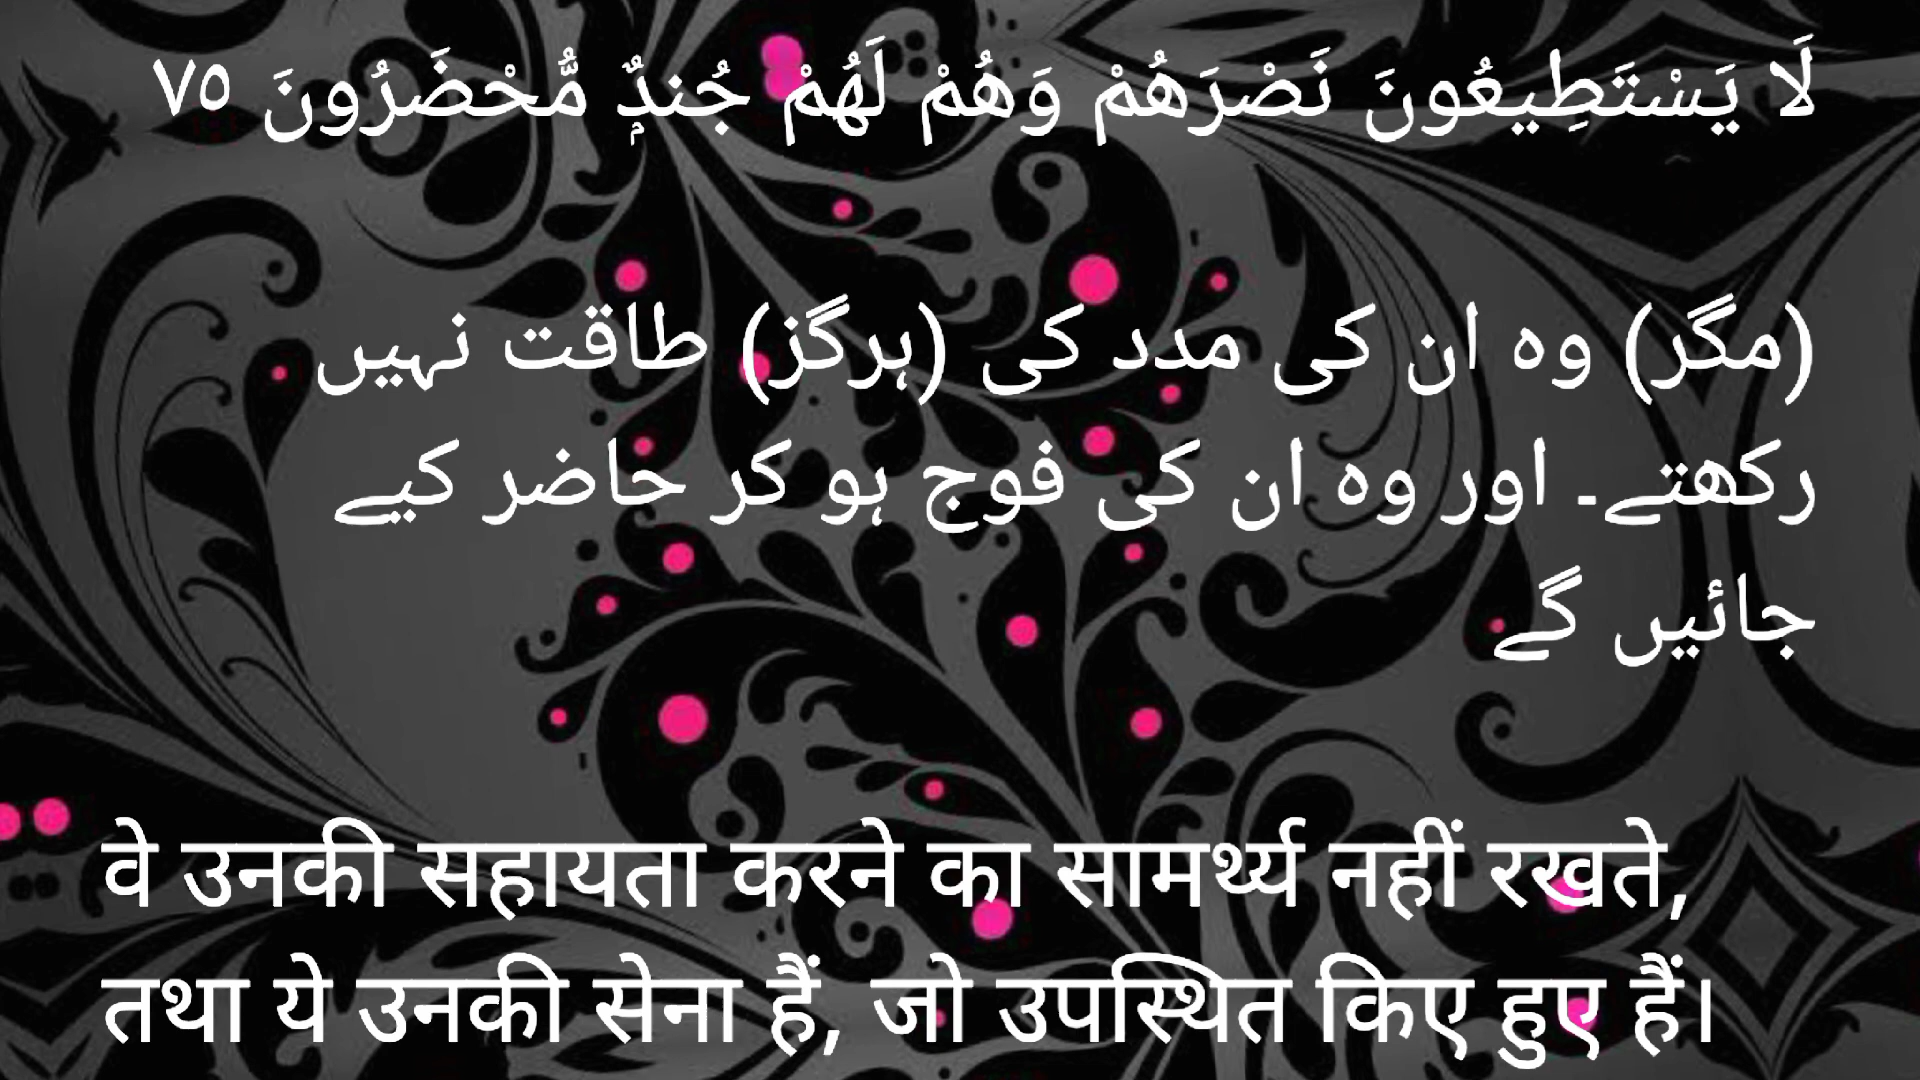 لَا يَسْتَطِيعُونَ نَصْرَهُمْ وَهُمْ لَهُمْ جُندٌۭ مُّحْضَرُونَ ٧٥
(مگر) وہ ان کی مدد کی (ہرگز) طاقت نہیں
رکھتے۔ اور وہ ان کی فوج ہو کر حاضر کیے
جائیں گے
वे उनकी सहायता करने का सामर्थ्य नहीं रखते,
तथा ये उनकी सेना हैं, जो उपस्थित किए हुए हैं।